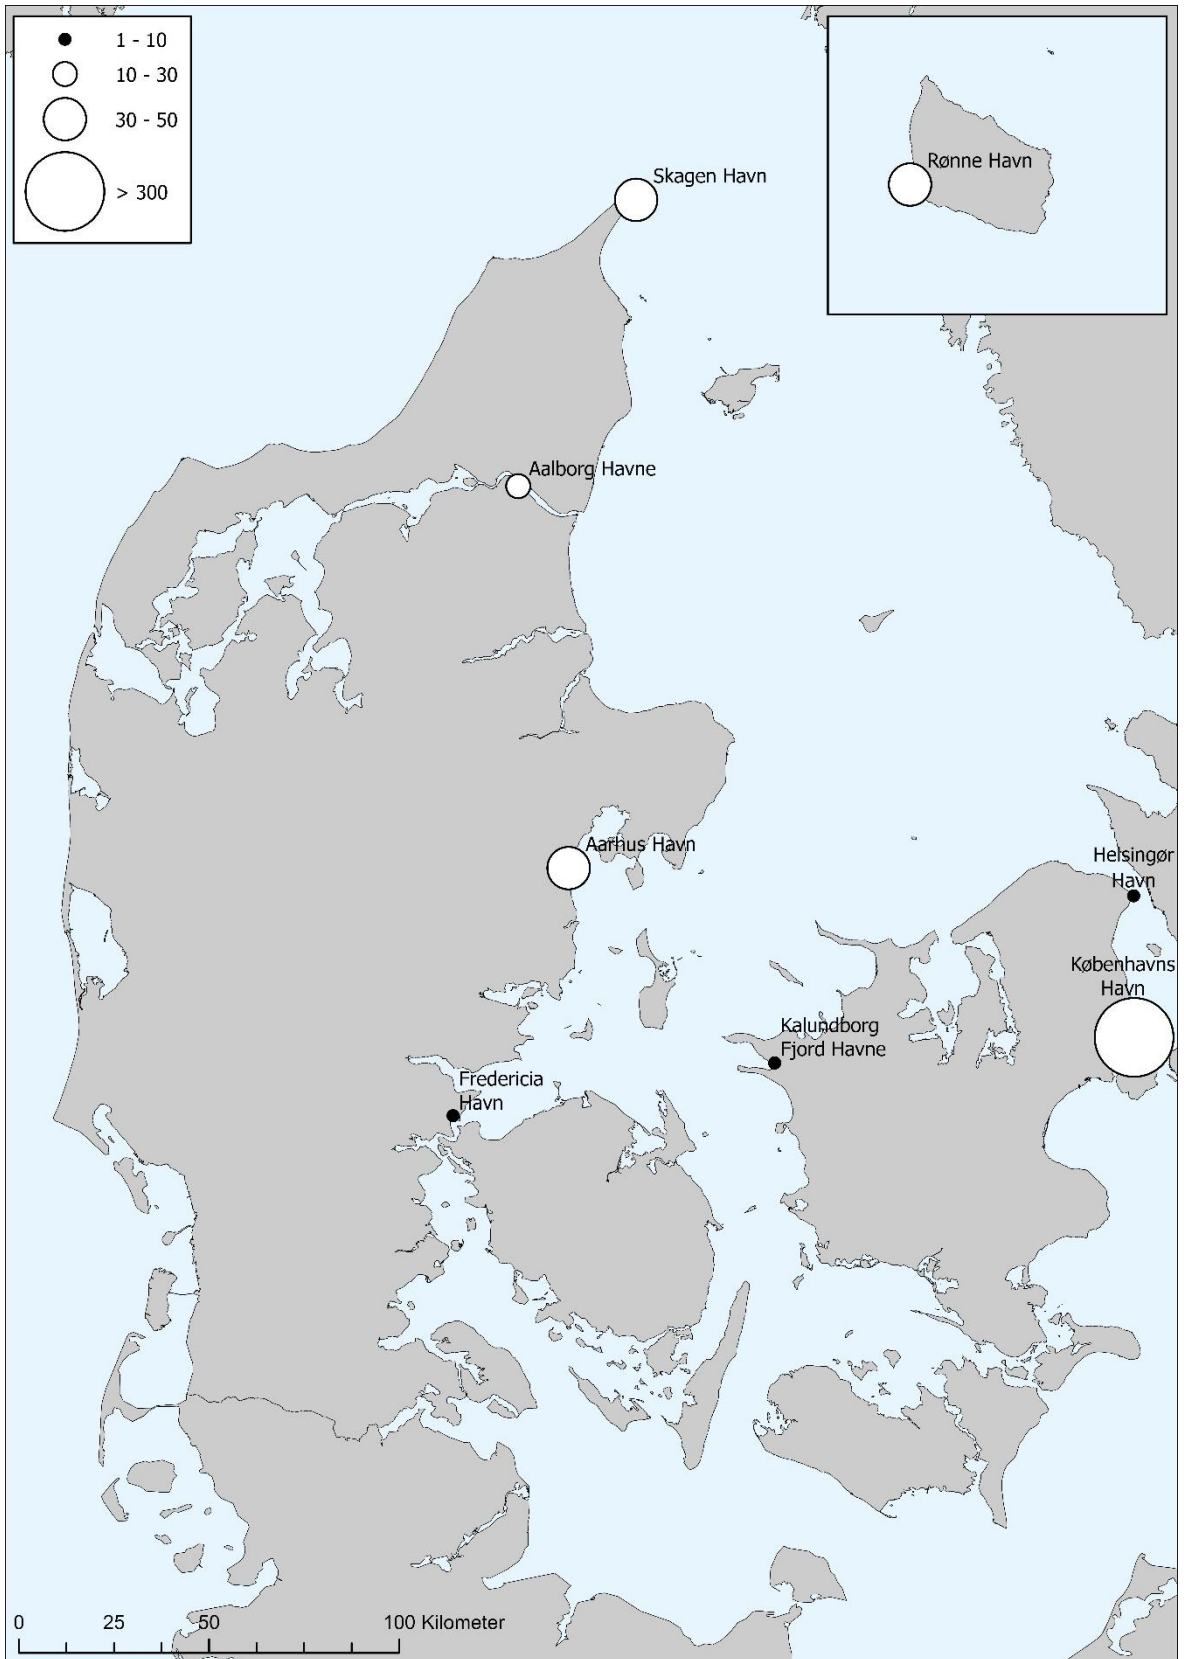 1 - 10
10 - 30
30 - 50
> 300
Rønne Havn
Skagen Havn
Aalborg Havne
Aarhus Havn
Helsingør
Havn
Københavns
Havn
Kalundborg
Fjord Havne
Fredericia
Havn
0 25 50 100 Kilometer